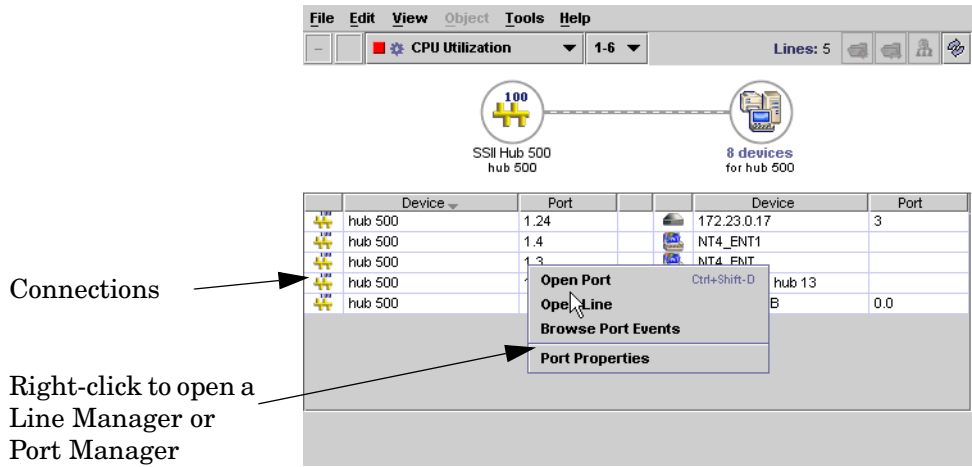 File Edit View Object Tools Help
CPU Utilization 1-6 Lines: 5
100
SSII Hub 500
hub 500
8 devices
for hub 500
Device Port Device Port
hub 500 1.24 172.23.0.17 3
hub 500 1.4 NT4_ENT1
hub 500 1.3 NT4_ENT
hub 500 hub 13
hub 500 B 0.0
Open Port Ctrl+Shift-D
Open Line
Browse Port Events
Port Properties
Connections
Right-click to open a
Line Manager or
Port Manager